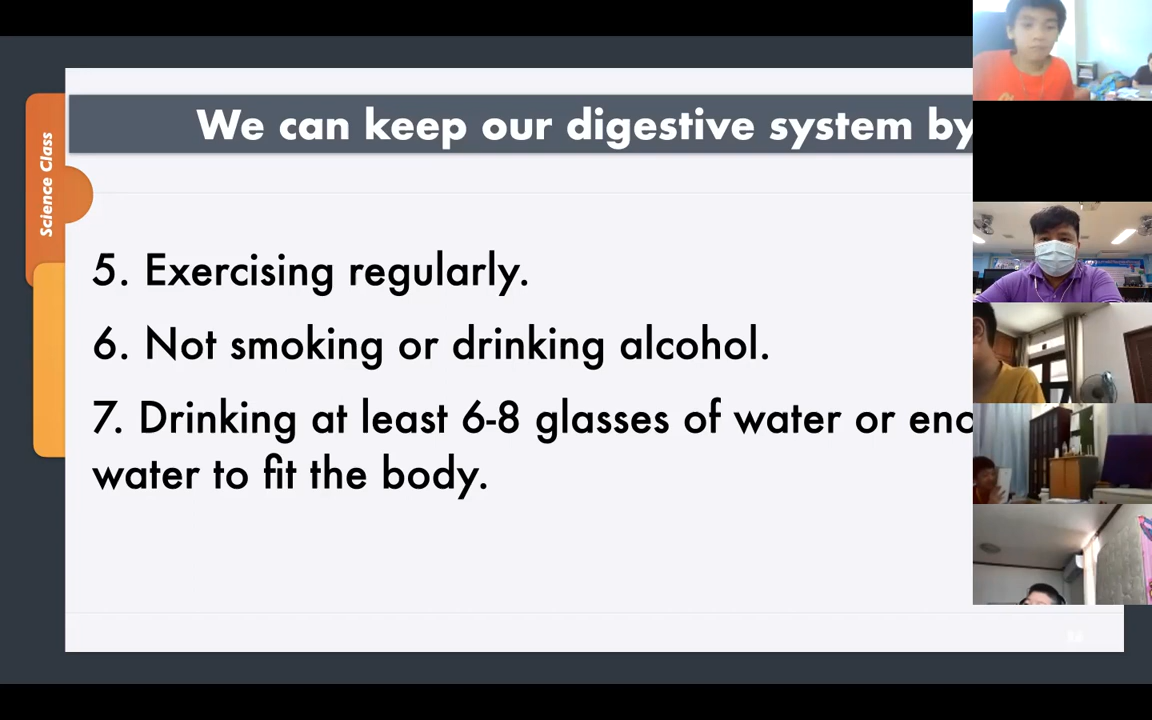 We can keep our digestive system by
Science Class
5. Exercising regularly.
6. Not smoking or drinking alcohol.
7. Drinking at least 6-8 glasses of water or
water to fit the body.